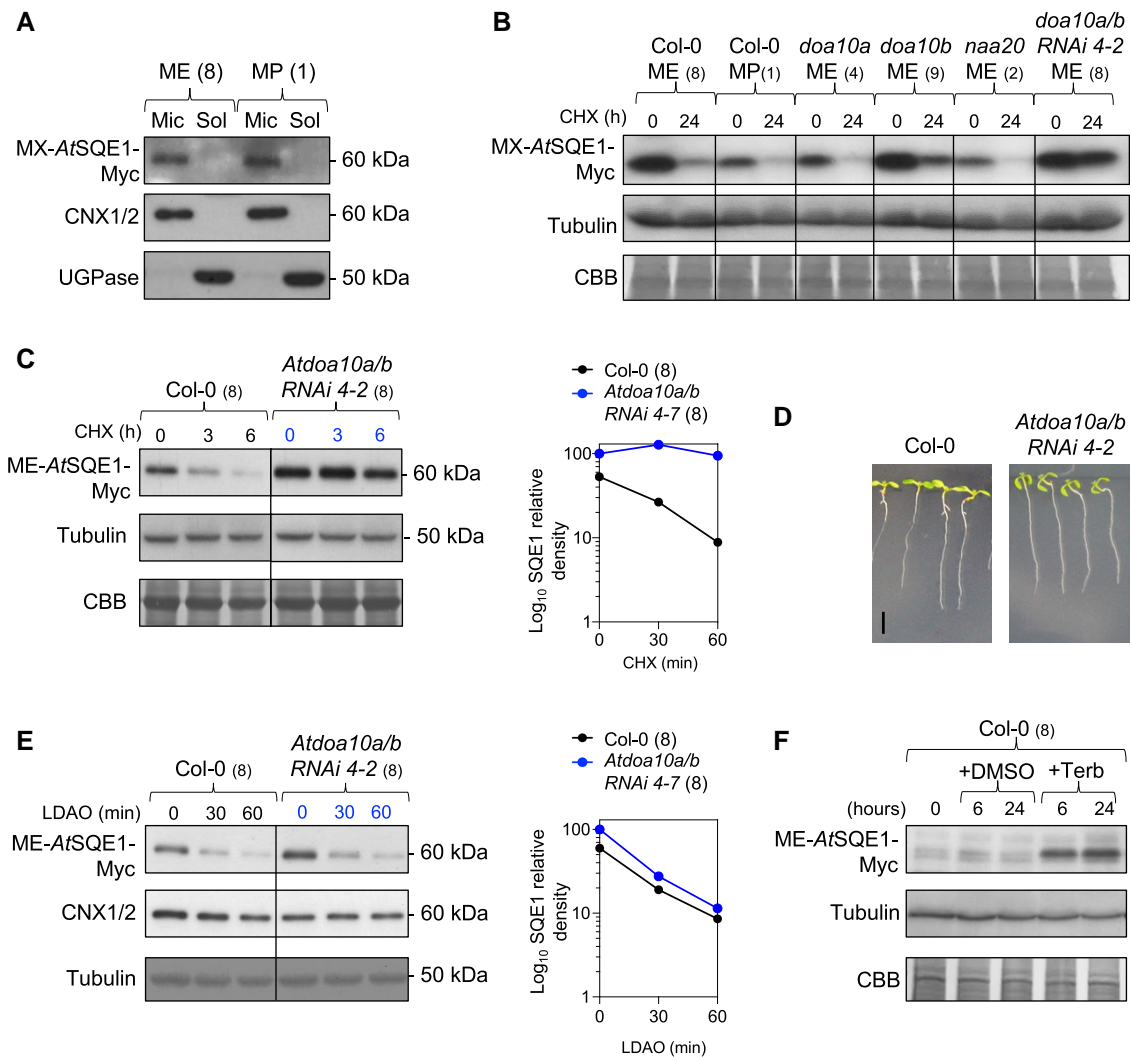 A
ME (8) MP (1)
Mic Sol Mic Sol
MX-AtSQE1-
Myc
60 kDa
CNX1/2
60 kDa
UGPase
50 kDa
B
Col-0 Col-0 doa10a doa10b naa20 doa10a/b
RNAi 4-2
ME (8) MP(1) ME (4) ME (9) ME (2) ME (8)
CHX (h) 0 24 0 24 0 24 0 24 0 24 0 24
MX-AtSQE1-
Myc
Tubulin
CBB
C
Col-0 (8)
Atdoa10a/b
RNAi 4-2 (8)
CHX (h) 0 3 6 0 3 6
ME-AtSQE1-
Myc
60 kDa
Tubulin
50 kDa
CBB
Col-0 (8)
Atdoa10a/b
RNAi 4-7 (8)
Log10 SQE1 relative
density
100
10
1
0 30 60
CHX (min)
D
Col-0
Atdoa10a/b
RNAi 4-2
E
Col-0 (8)
Atdoa10a/b
RNAi 4-2 (8)
LDAO (min) 0 30 60 0 30 60
ME-AtSQE1-
Myc
60 kDa
CNX1/2
60 kDa
Tubulin
50 kDa
Col-0 (8)
Atdoa10a/b
RNAi 4-7 (8)
Log10 SQE1 relative
density
100
10
1
0 30 60
LDAO (min)
F
Col-0 (8)
+DMSO +Terb
(hours) 0 6 24 6 24
ME-AtSQE1-
Myc
Tubulin
CBB